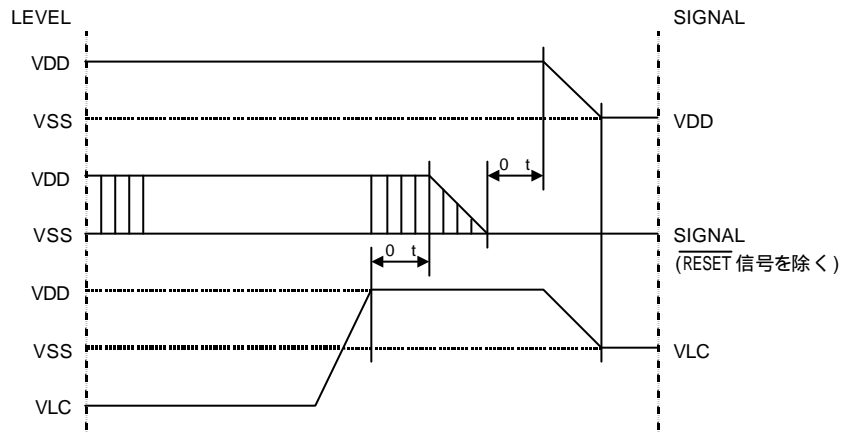 LEVEL
SIGNAL
VDD
VSS
VDD
VDD
0 t
VSS
SIGNAL
(RESET 信号を除く)
0 t
VDD
VSS
VLC
VLC